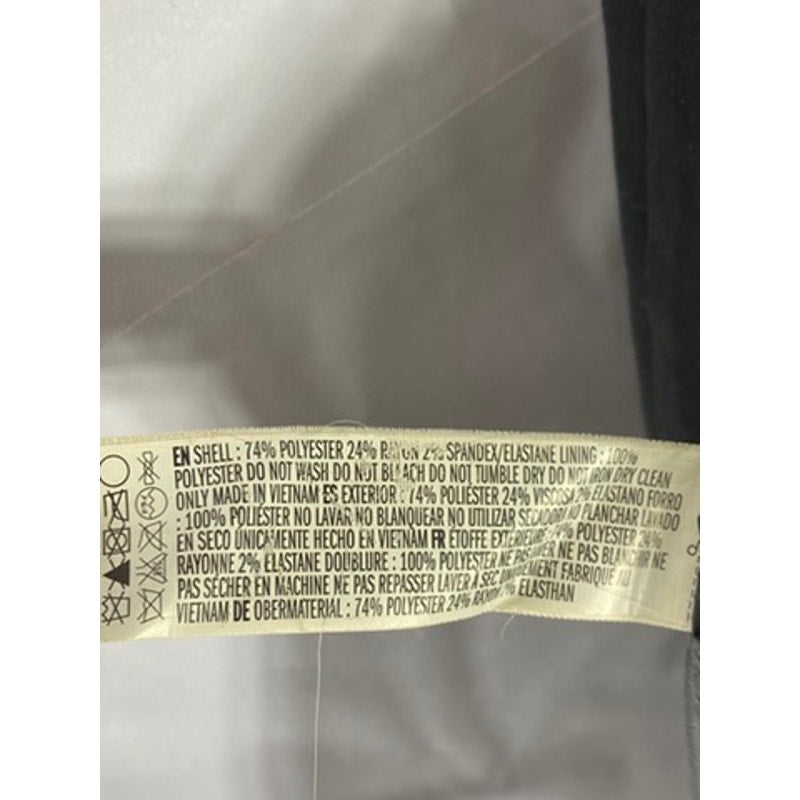 EN SHELL : 74% POLYESTER 24% RAYON 2% SPANDEX/ELASTANE LINING : 100%
POLYESTER DO NOT WASH DO NOT BLEACH DO NOT TUMBLE DRY DO NOT IRON DRY CLEAN
ONLY MADE IN VIETNAM ES EXTERIOR : 74% POLIÉSTER 24% VISCOSA 2% ELASTANO FORRO
: 100% POLIÉSTER NO LAVAR NO BLANQUEAR NO UTILIZAR SECADORA NO PLANCHAR LAVADO
EN SECO ÚNICAMENTE HECHO EN VIETNAM FR ÉTOFFE EXTÉRIEURE 74% POLYESTER 24%
RAYONNE 2% ÉLASTANE DOUBLURE : 100% POLYESTER NE PAS LAVER NE PAS BLANCHIR NE
PAS SÉCHER EN MACHINE NE PAS REPASSER LAVER À SEC UNIQUEMENT FABRIQUÉ AU
VIETNAM DE OBERMATERIAL : 74% POLYESTER 24% RAYON 2% ELASTHAN